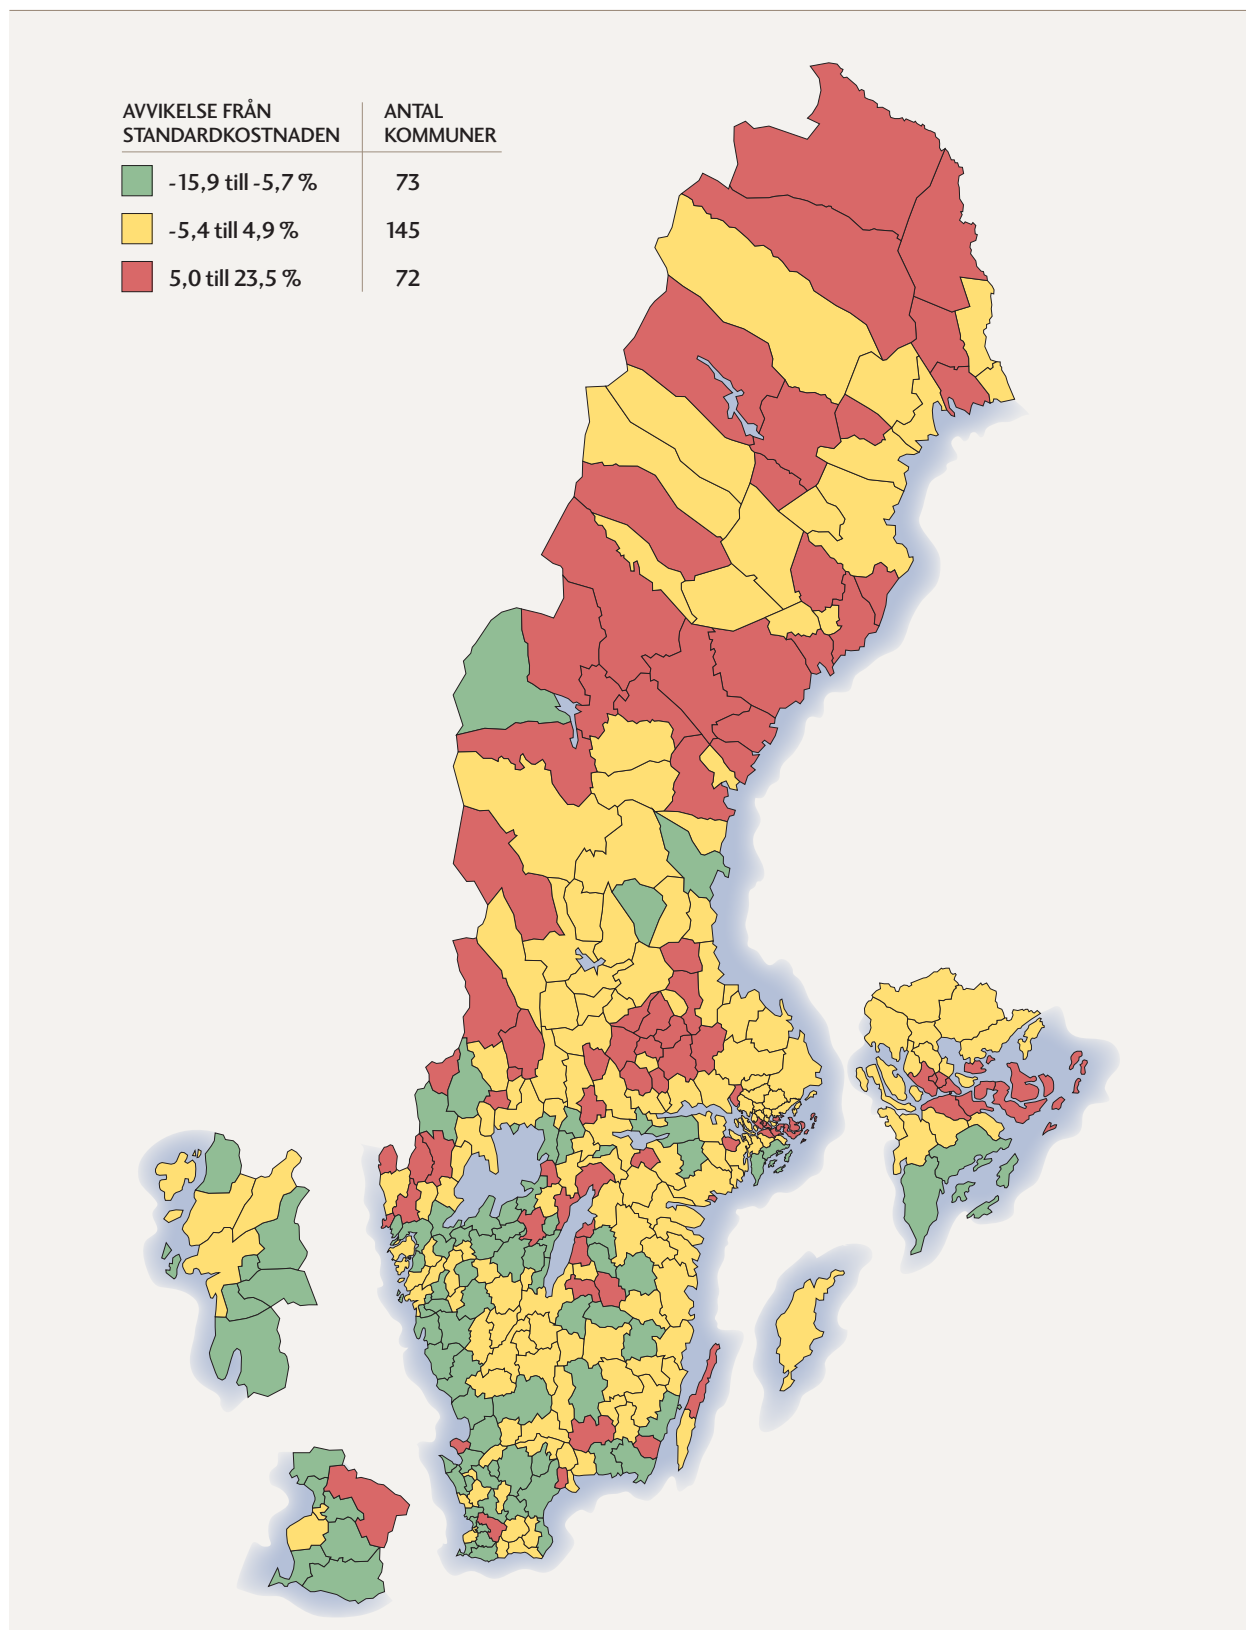 AVVIKELSE FRÅN
STANDARDKOSTNADEN
ANTAL
KOMMUNER
-15,9 till -5,7 % 73
-5,4 till 4,9 % 145
5,0 till 23,5 % 72